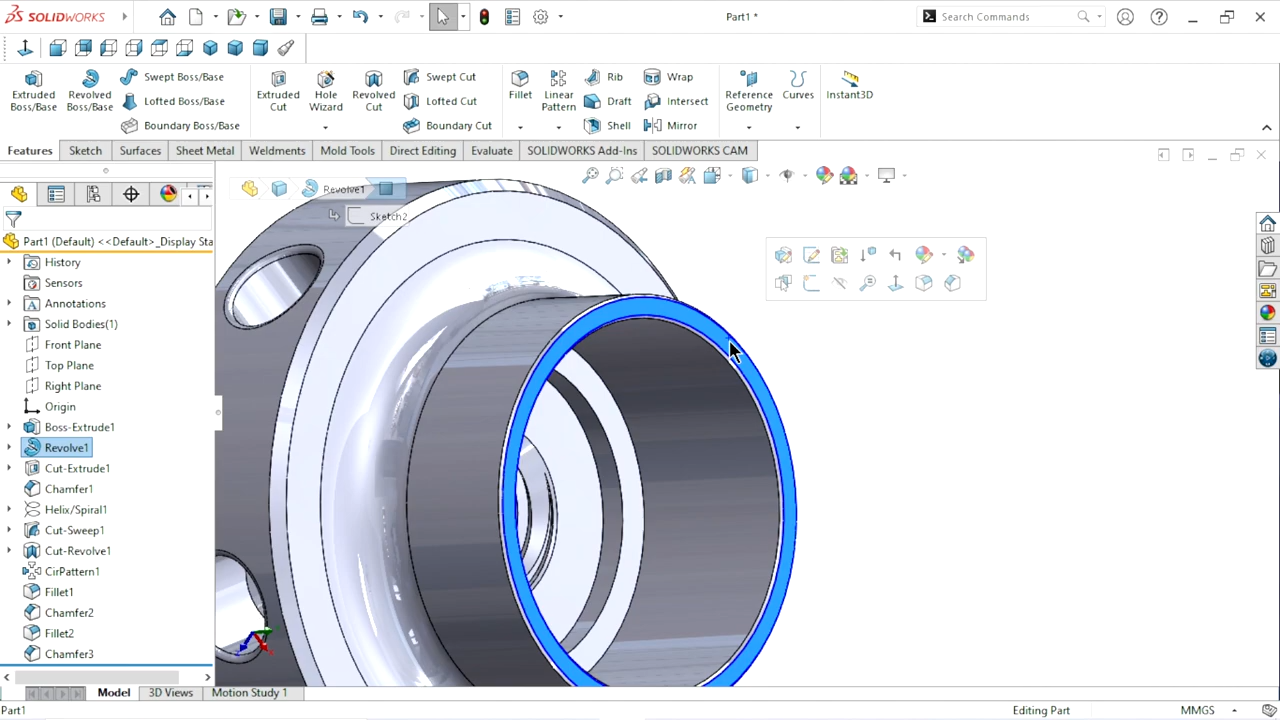 SOLIDWORKS
Part1 *
Search Commands
Extruded Boss/Base
Revolved Boss/Base
Swept Boss/Base
Lofted Boss/Base
Boundary Boss/Base
Extruded Cut
Hole Wizard
Revolved Cut
Swept Cut
Lofted Cut
Boundary Cut
Fillet
Linear Pattern
Rib
Draft
Shell
Wrap
Intersect
Mirror
Reference Geometry
Curves
Instant3D
Features
Sketch
Surfaces
Sheet Metal
Weldments
Mold Tools
Direct Editing
Evaluate
SOLIDWORKS Add-Ins
SOLIDWORKS CAM
Revolve1
Sketch2
Part1 (Default) <<Default>_Display Sta
History
Sensors
Annotations
Solid Bodies(1)
Front Plane
Top Plane
Right Plane
Origin
Boss-Extrude1
Revolve1
Cut-Extrude1
Chamfer1
Helix/Spiral1
Cut-Sweep1
Cut-Revolve1
CirPattern1
Fillet1
Chamfer2
Fillet2
Chamfer3
Model
3D Views
Motion Study 1
Part1
Editing Part
MMGS